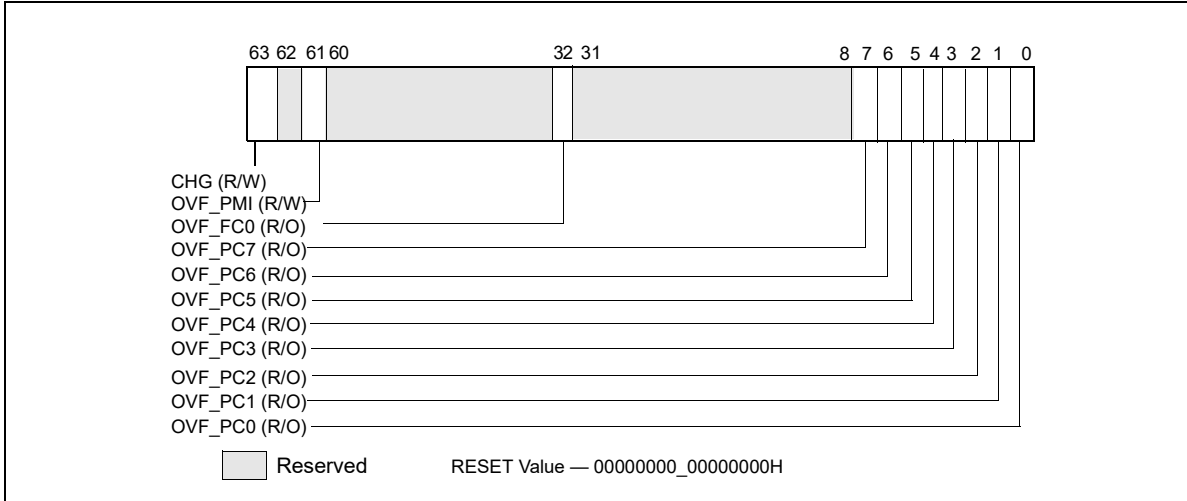 63 62 61 60 32 31 8 7 6 5 4 3 2 1 0
CHG (R/W)
OVF_PMI (R/W)
OVF_FC0 (R/O)
OVF_PC7 (R/O)
OVF_PC6 (R/O)
OVF_PC5 (R/O)
OVF_PC4 (R/O)
OVF_PC3 (R/O)
OVF_PC2 (R/O)
OVF_PC1 (R/O)
OVF_PC0 (R/O)
Reserved RESET Value — 00000000_00000000H